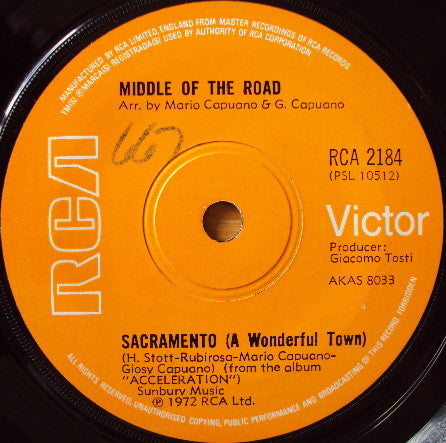 MANUFACTURED BY RCA LIMITED, ENGLAND FROM MASTER RECORDINGS OF RCA RECORDS
TM(S) ® MARCA(S) REGISTRADA(S) USED BY AUTHORITY OF RCA CORPORATION
MIDDLE OF THE ROAD
Arr. by Mario Capuano & G. Capuano
667
RCA
RCA 2184
(PSL 10512)
Victor
Producer:
Giacomo Tosti
AKAS 8033
SACRAMENTO (A Wonderful Town)
(H. Stott-Rubirosa-Mario Capuano-
Giosy Capuano) (from the album
"ACCELERATION")
Sunbury Music
℗ 1972 RCA Ltd.
ALL RIGHTS RESERVED. UNAUTHORISED COPYING, PUBLIC PERFORMANCE AND BROADCASTING OF THIS RECORD FORBIDDEN